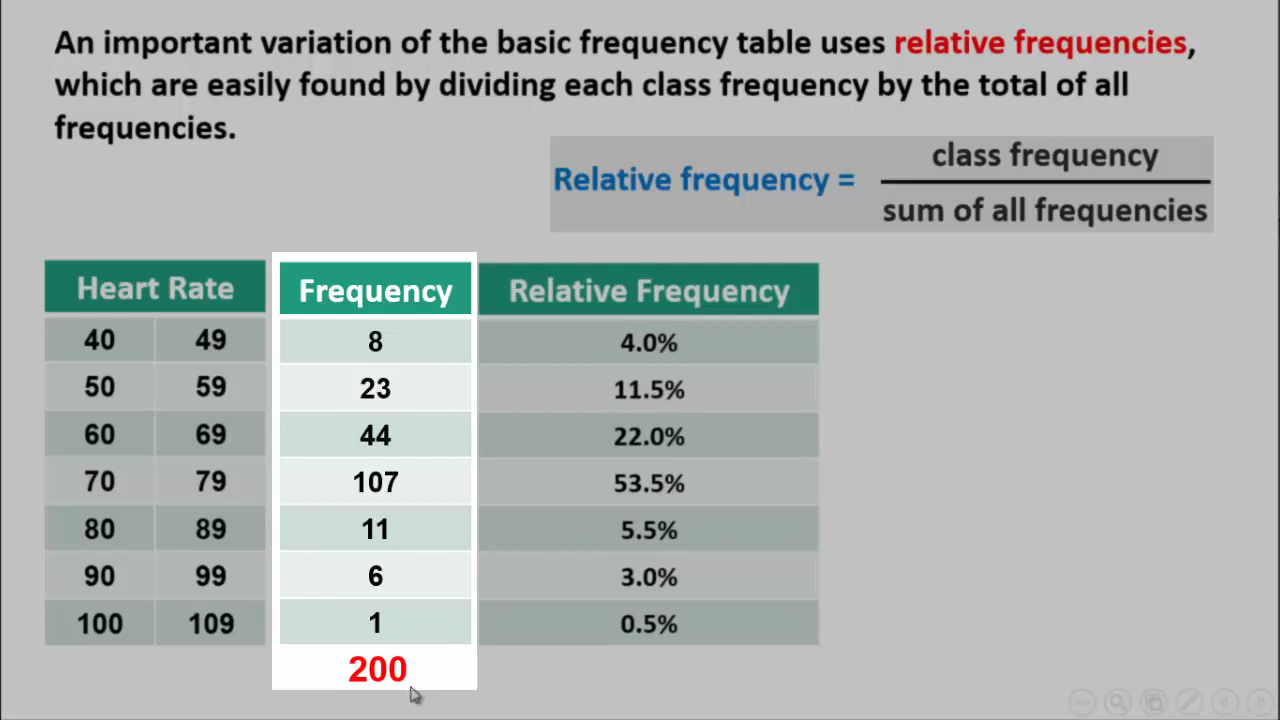 An important variation of the basic frequency table uses relative frequencies,
which are easily found by dividing each class frequency by the total of all
frequencies.
Relative frequency = class frequency
sum of all frequencies
Heart Rate Frequency Relative Frequency
40 49 8 4.0%
50 59 23 11.5%
60 69 44 22.0%
70 79 107 53.5%
80 89 11 5.5%
90 99 6 3.0%
100 109 1 0.5%
200